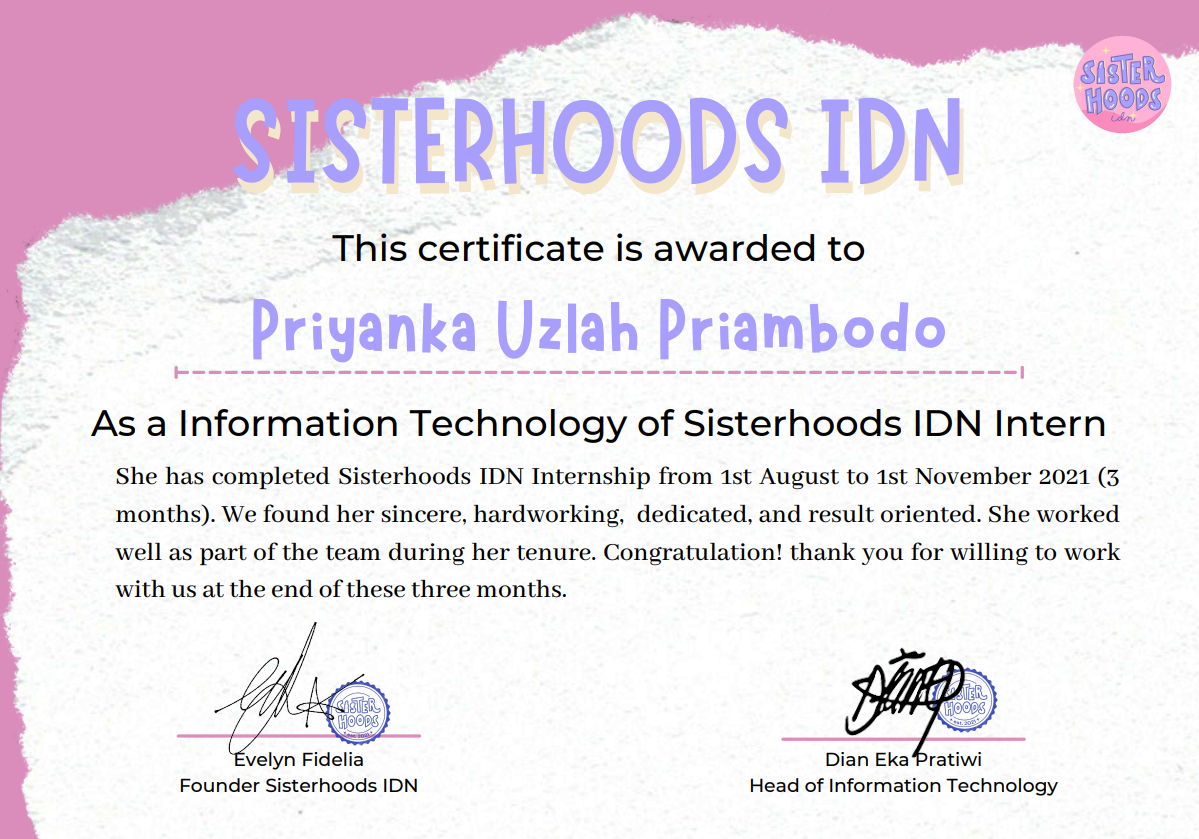 SISTER
HOODS
idn
SISTERHOODS IDN
This certificate is awarded to
Priyanka Uzlah Priambodo
As a Information Technology of Sisterhoods IDN Intern
She has completed Sisterhoods IDN Internship from 1st August to 1st November 2021 (3
months). We found her sincere, hardworking,  dedicated, and result oriented. She worked
well as part of the team during her tenure. Congratulation! thank you for willing to work
with us at the end of these three months.
SISTER
HOODS
est. 2021
SISTER
HOODS
est. 2021
Evelyn Fidelia
Founder Sisterhoods IDN
Dian Eka Pratiwi
Head of Information Technology